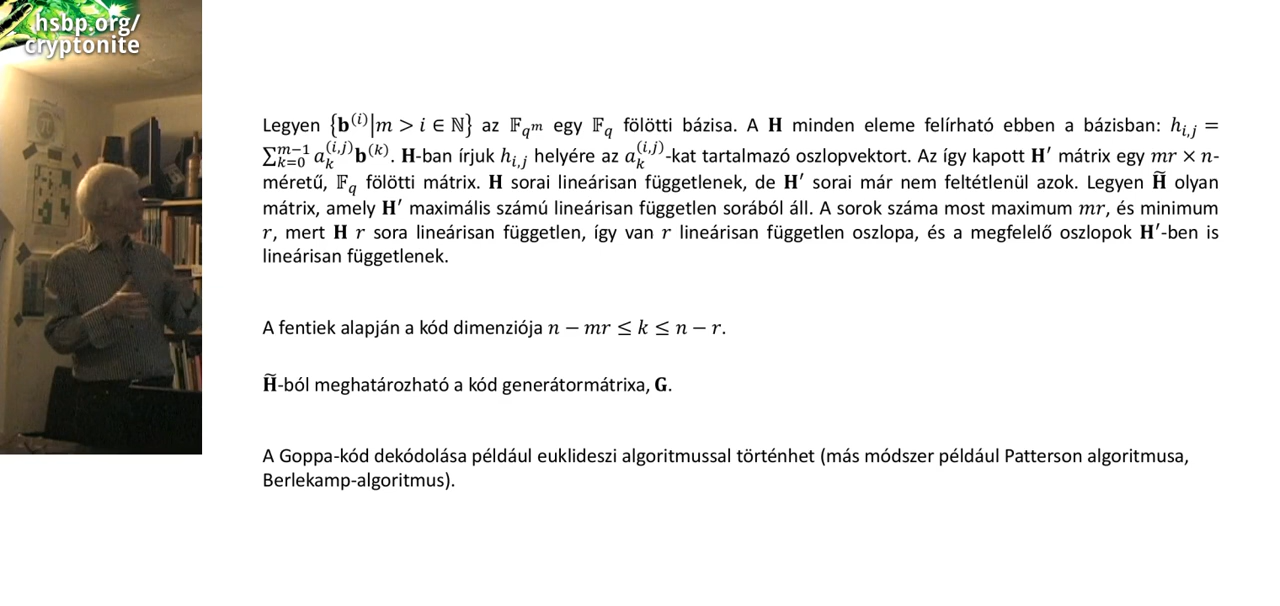 hsbp.org/
cryptonite
Legyen {𝐛⁽ⁱ⁾|m > i ∈ ℕ} az 𝔽_{q^m} egy 𝔽_q fölötti bázisa. A 𝐇 minden eleme felírható ebben a bázisban: h_{i,j} =
∑_{k=0}^{m−1} a_k^{(i,j)} 𝐛^{(k)}. 𝐇-ban írjuk h_{i,j} helyére az a_k^{(i,j)}-kat tartalmazó oszlopvektort. Az így kapott 𝐇′ mátrix egy mr × n-
méretű, 𝔽_q fölötti mátrix. 𝐇 sorai lineárisan függetlenek, de 𝐇′ sorai már nem feltétlenül azok. Legyen 𝐇̃ olyan
mátrix, amely 𝐇′ maximális számú lineárisan független sorából áll. A sorok száma most maximum mr, és minimum
r, mert 𝐇 r sora lineárisan független, így van r lineárisan független oszlopa, és a megfelelő oszlopok 𝐇′-ben is
lineárisan függetlenek.
A fentiek alapján a kód dimenziója n − mr ≤ k ≤ n − r.
𝐇̃-ból meghatározható a kód generátormátrixa, 𝐆.
A Goppa-kód dekódolása például euklideszi algoritmussal történhet (más módszer például Patterson algoritmusa,
Berlekamp-algoritmus).